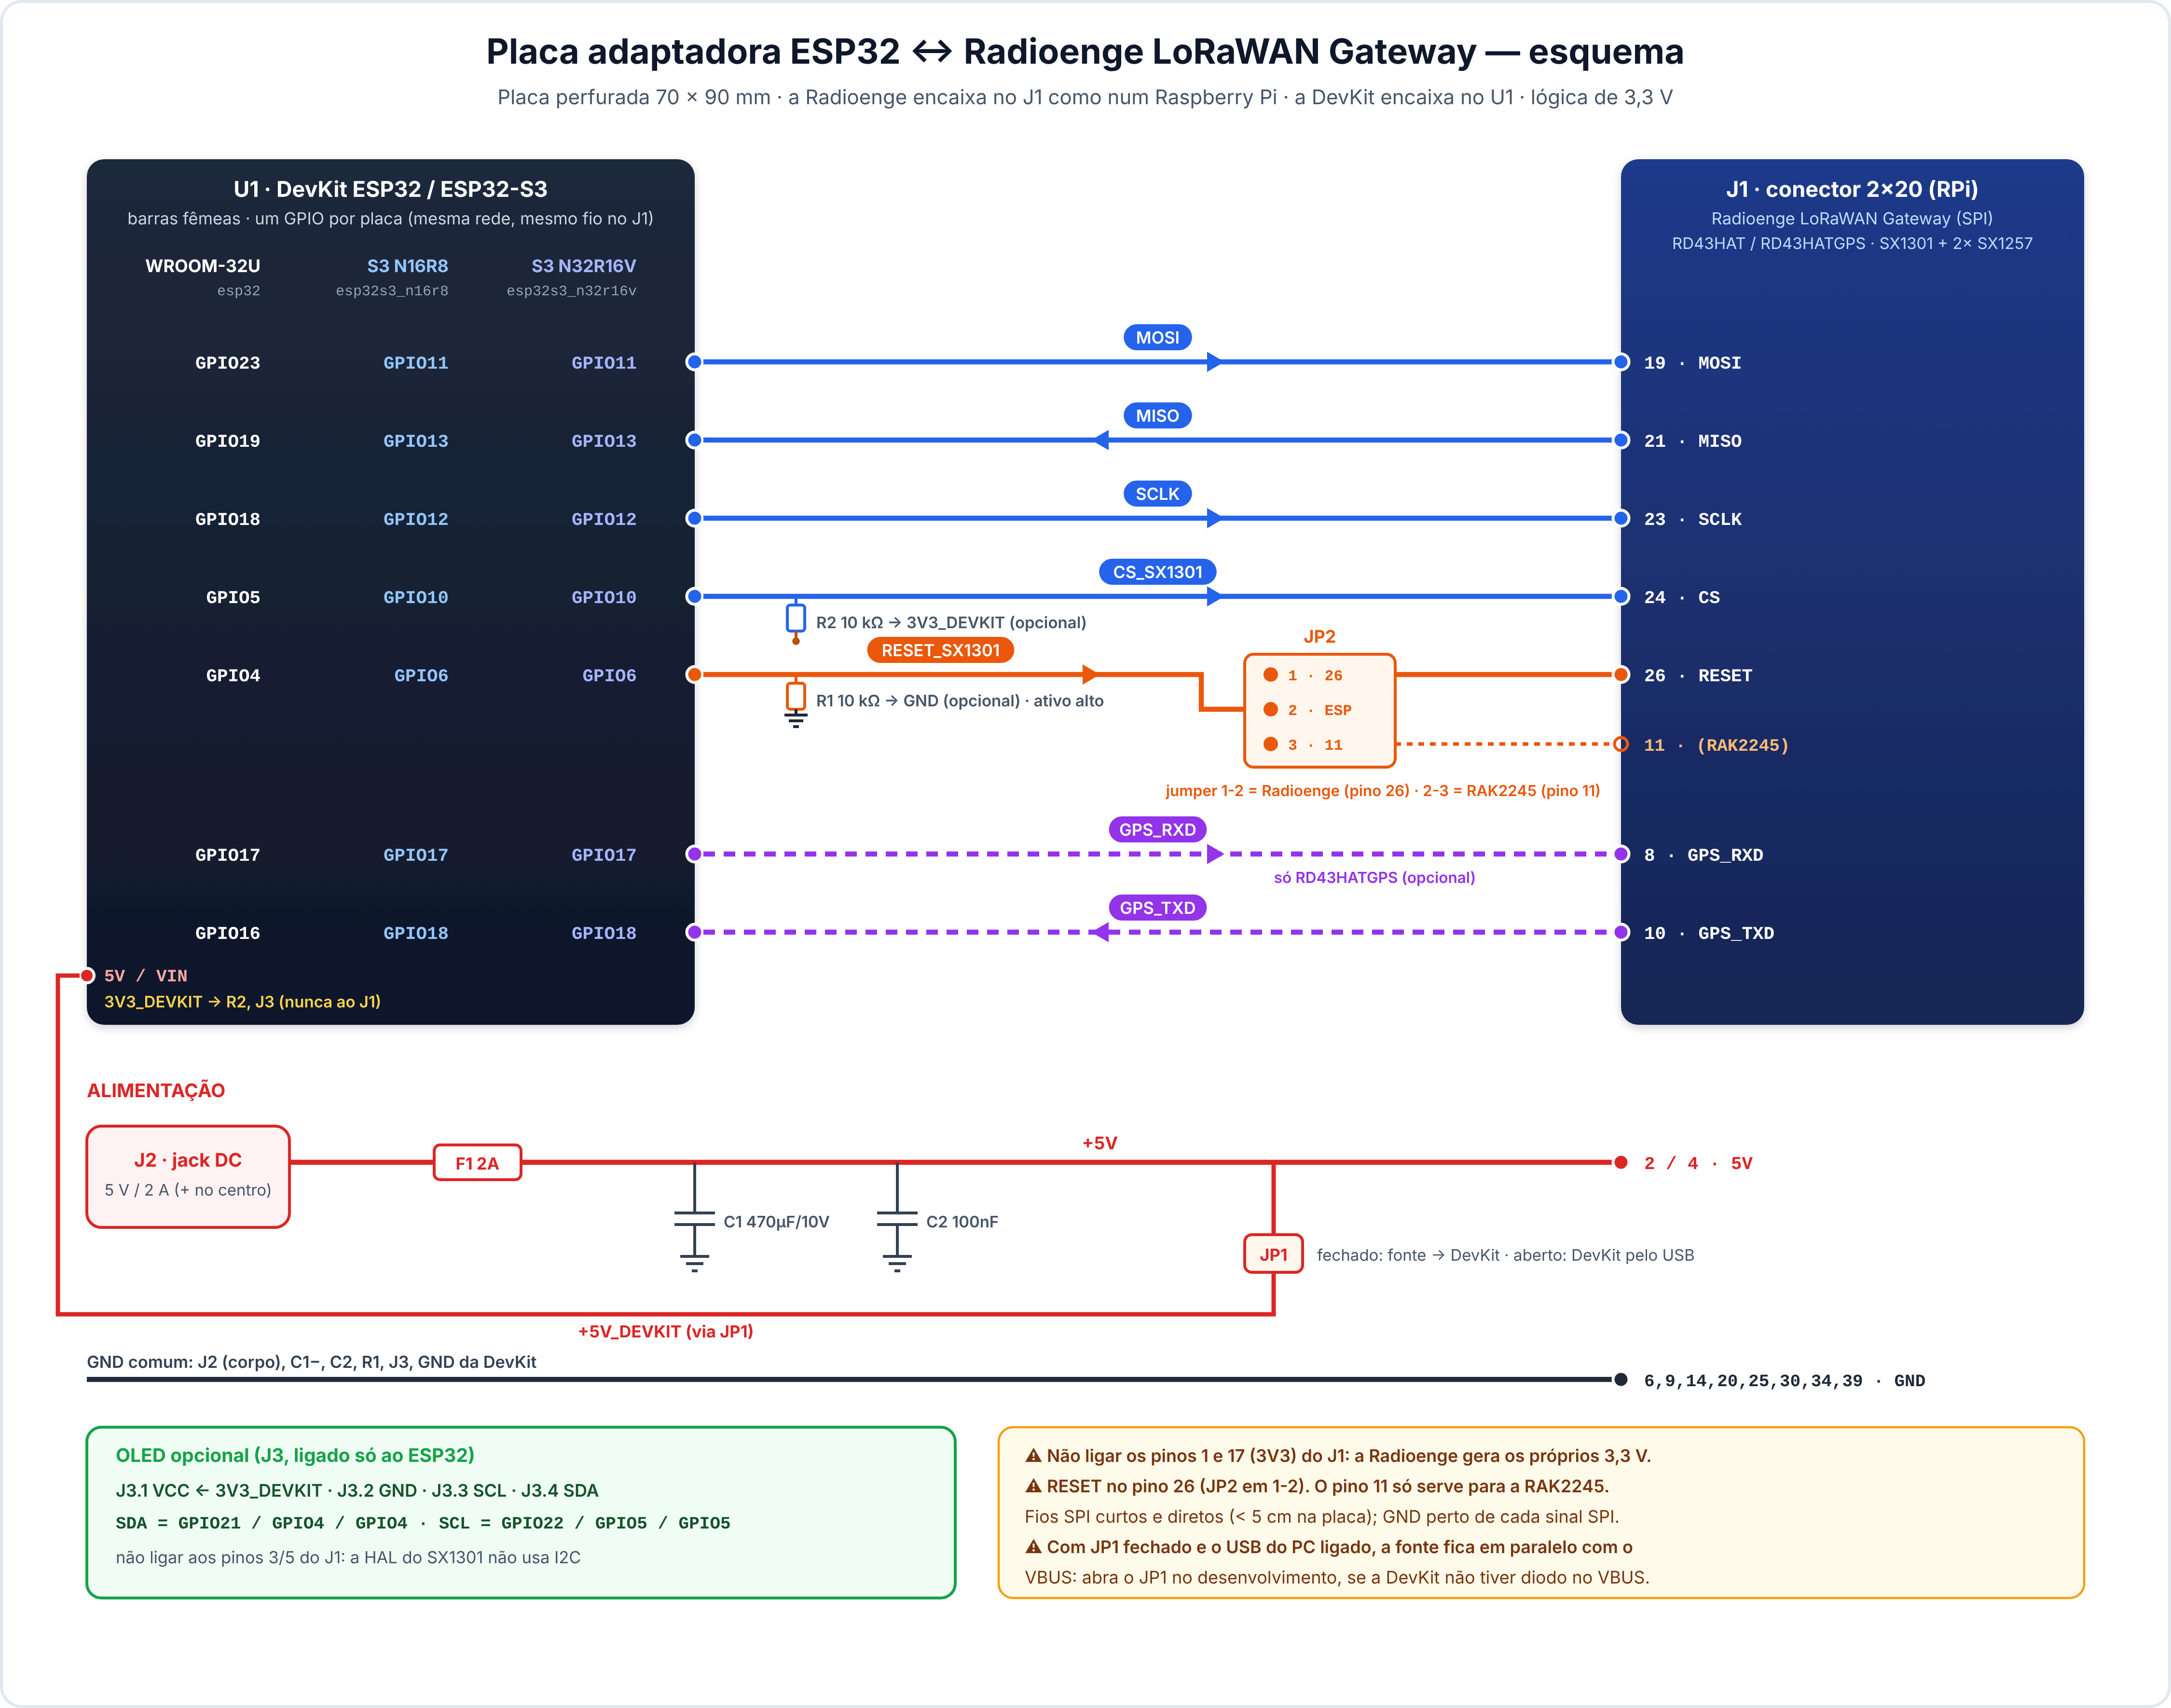 Placa adaptadora ESP32 ↔ Radioenge LoRaWAN Gateway — esquema
Placa perfurada 70 × 90 mm · a Radioenge encaixa no J1 como num Raspberry Pi · a DevKit encaixa no U1 · lógica de 3,3 V
U1 · DevKit ESP32 / ESP32-S3
barras fêmeas · um GPIO por placa (mesma rede, mesmo fio no J1)
WROOM-32U S3 N16R8 S3 N32R16V
esp32 esp32s3_n16r8 esp32s3_n32r16v
J1 · conector 2×20 (RPi)
Radioenge LoRaWAN Gateway (SPI)
RD43HAT / RD43HATGPS · SX1301 + 2× SX1257
MOSI
GPIO23 GPIO11 GPIO11 19 · MOSI
MISO
GPIO19 GPIO13 GPIO13 21 · MISO
SCLK
GPIO18 GPIO12 GPIO12 23 · SCLK
CS_SX1301
GPIO5 GPIO10 GPIO10 24 · CS
R2 10 kΩ → 3V3_DEVKIT (opcional)
JP2
RESET_SX1301
GPIO4 GPIO6 GPIO6 1 · 26 26 · RESET
R1 10 kΩ → GND (opcional) · ativo alto
2 · ESP
3 · 11 11 · (RAK2245)
jumper 1-2 = Radioenge (pino 26) · 2-3 = RAK2245 (pino 11)
GPS_RXD
GPIO17 GPIO17 GPIO17 8 · GPS_RXD
só RD43HATGPS (opcional)
GPS_TXD
GPIO16 GPIO18 GPIO18 10 · GPS_TXD
5V / VIN
3V3_DEVKIT → R2, J3 (nunca ao J1)
ALIMENTAÇÃO
J2 · jack DC
5 V / 2 A (+ no centro)
F1 2A
+5V
2 / 4 · 5V
C1 470µF/10V
C2 100nF
JP1
fechado: fonte → DevKit · aberto: DevKit pelo USB
+5V_DEVKIT (via JP1)
GND comum: J2 (corpo), C1−, C2, R1, J3, GND da DevKit
6,9,14,20,25,30,34,39 · GND
OLED opcional (J3, ligado só ao ESP32)
J3.1 VCC ← 3V3_DEVKIT · J3.2 GND · J3.3 SCL · J3.4 SDA
SDA = GPIO21 / GPIO4 / GPIO4 · SCL = GPIO22 / GPIO5 / GPIO5
não ligar aos pinos 3/5 do J1: a HAL do SX1301 não usa I2C
⚠ Não ligar os pinos 1 e 17 (3V3) do J1: a Radioenge gera os próprios 3,3 V.
⚠ RESET no pino 26 (JP2 em 1-2). O pino 11 só serve para a RAK2245.
Fios SPI curtos e diretos (< 5 cm na placa); GND perto de cada sinal SPI.
⚠ Com JP1 fechado e o USB do PC ligado, a fonte fica em paralelo com o
VBUS: abra o JP1 no desenvolvimento, se a DevKit não tiver diodo no VBUS.